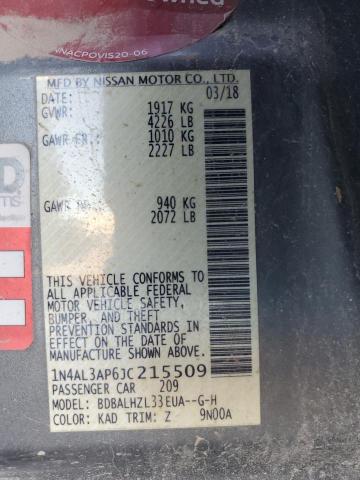 wned
NNACPOVIS20-06
MFD BY NISSAN MOTOR CO., LTD.
DATE: 03/18
GVWR: 1917 KG
4226 LB
GAWR FR: 1010 KG
2227 LB
GAWR RR: 940 KG
2072 LB
D
TIS
E
THIS VEHICLE CONFORMS TO
ALL APPLICABLE FEDERAL
MOTOR VEHICLE SAFETY,
BUMPER, AND THEFT
PREVENTION STANDARDS
IN EFFECT ON THE DATE OF
MANUFACTURE SHOWN
ABOVE.
1N4AL3AP6JC215509
PASSENGER CAR 209
MODEL: BDBALHZL33EUA--G-H
COLOR: KAD TRIM: Z 9N00A